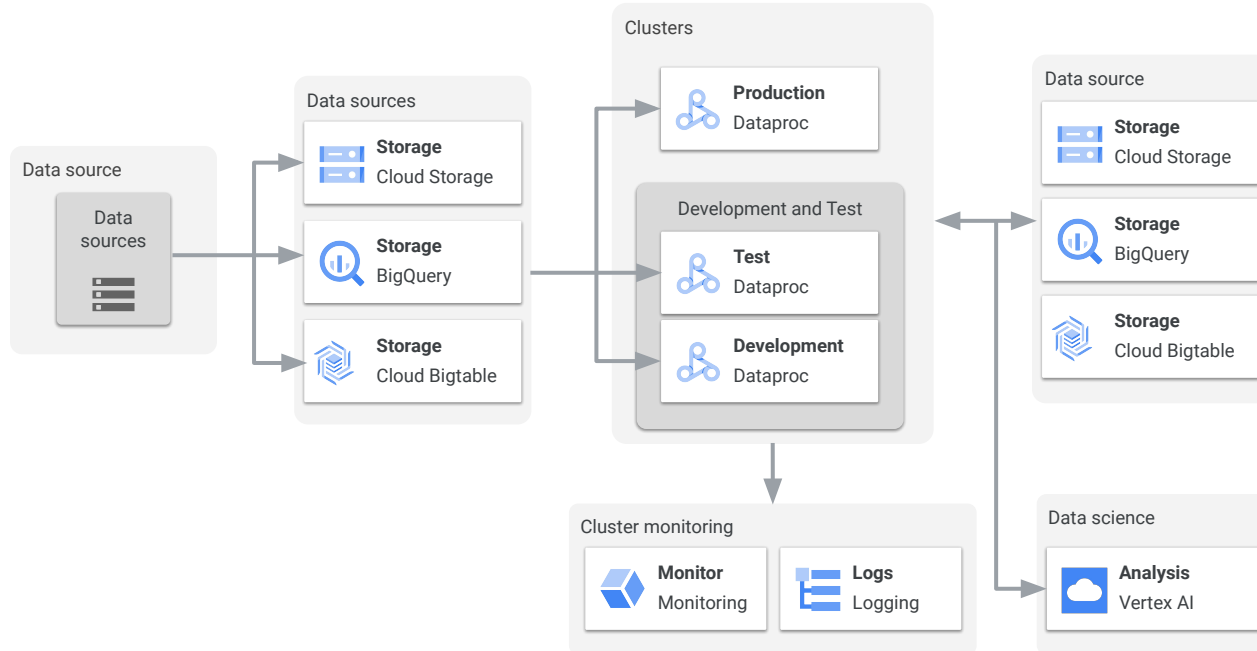 Data source
Data
sources
Data sources
Storage
Cloud Storage
Storage
BigQuery
Storage
Cloud Bigtable
Clusters
Production
Dataproc
Development and Test
Test
Dataproc
Development
Dataproc
Cluster monitoring
Monitor
Monitoring
Logs
Logging
Data source
Storage
Cloud Storage
Storage
BigQuery
Storage
Cloud Bigtable
Data science
Analysis
Vertex AI